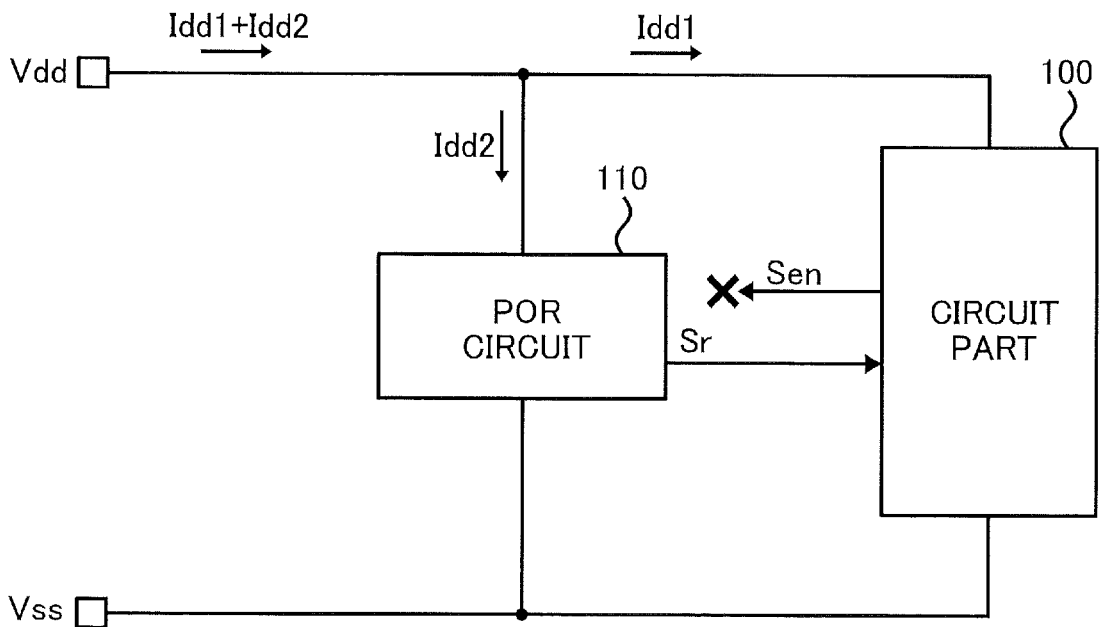 Idd1+Idd2
Idd1
Vdd
100
Idd2
110
Sen
POR
CIRCUIT
Sr
CIRCUIT
PART
Vss